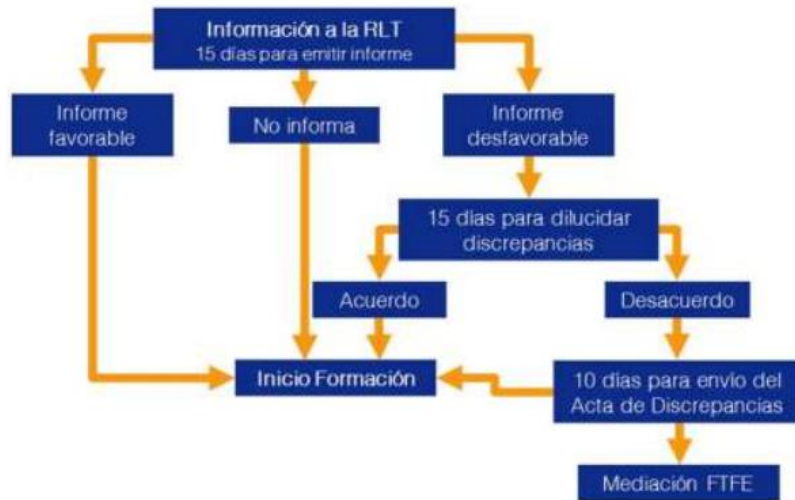 Información a la RLT
15 días para emitir informe
Informe
favorable
No informa
Informe
desfavorable
15 días para dilucidar
discrepancias
Acuerdo
Desacuerdo
Inicio Formación
10 días para envío del
Acta de Discrepancias
Mediación FTFE